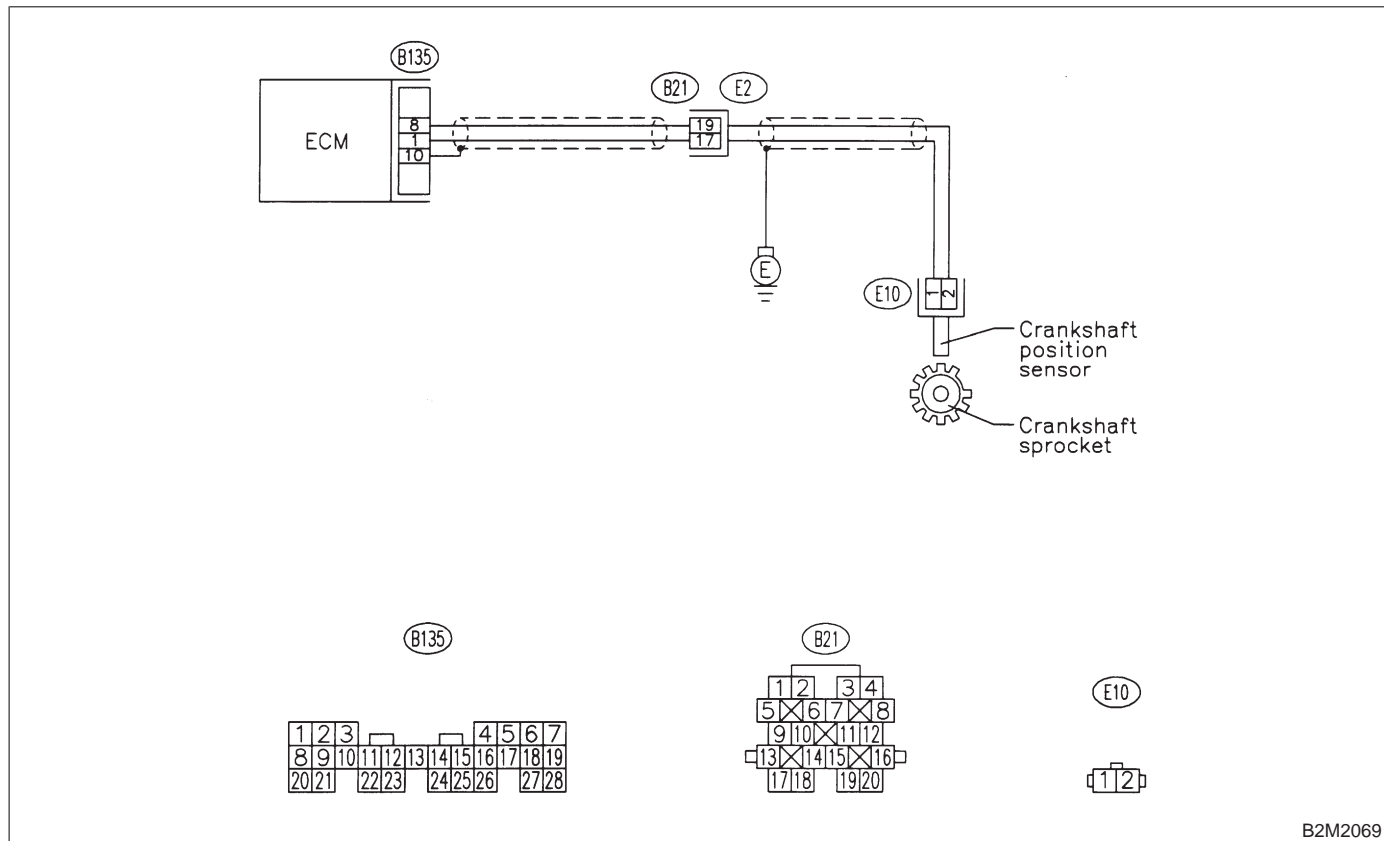 B135
B21 E2
ECM
8
1
10
19
17
E
E10
1 2
Crankshaft
position
sensor
Crankshaft
sprocket
B135
1 2 3 4 5 6 7
8 9 10 11 12 13 14 15 16 17 18 19
20 21 22 23 24 25 26 27 28
B21
1 2 3 4
5 6 7 8
9 10 11 12
13 14 15 16
17 18 19 20
E10
1 2
B2M2069